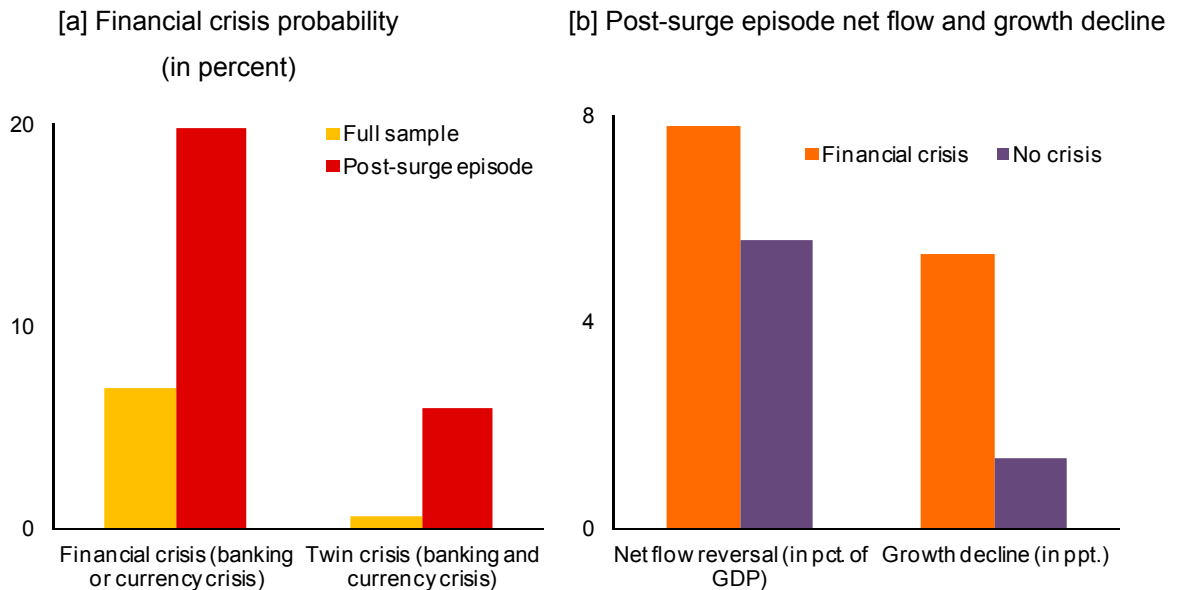 [a] Financial crisis probability
(in percent)
20
10
0
Full sample
Post-surge episode
Financial crisis (banking
or currency crisis)
Twin crisis (banking and
currency crisis)
[b] Post-surge episode net flow and growth decline
8
4
0
Financial crisis
No crisis
Net flow reversal (in pct. of
GDP)
Growth decline (in ppt.)